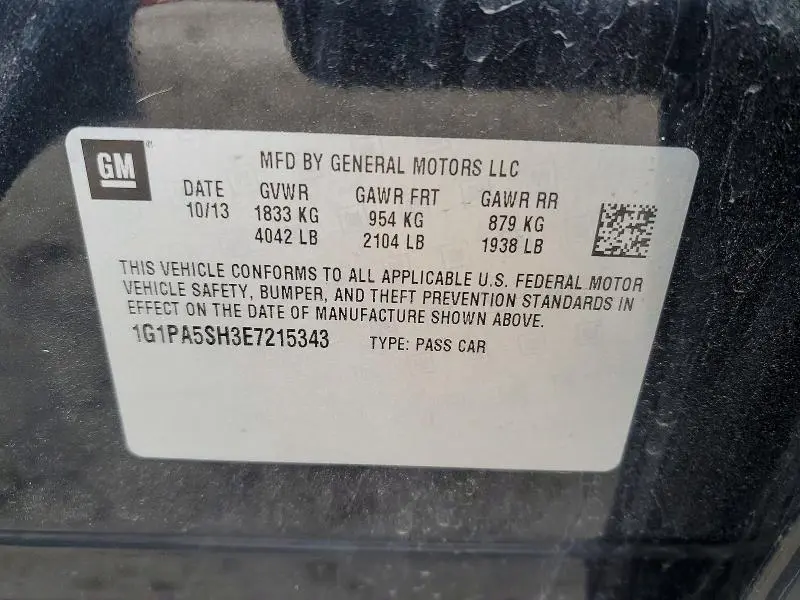 GM
MFD BY GENERAL MOTORS LLC
DATE GVWR GAWR FRT GAWR RR
10/13 1833 KG 954 KG 879 KG
4042 LB 2104 LB 1938 LB
THIS VEHICLE CONFORMS TO ALL APPLICABLE U.S. FEDERAL MOTOR
VEHICLE SAFETY, BUMPER, AND THEFT PREVENTION STANDARDS IN
EFFECT ON THE DATE OF MANUFACTURE SHOWN ABOVE.
1G1PA5SH3E7215343 TYPE: PASS CAR